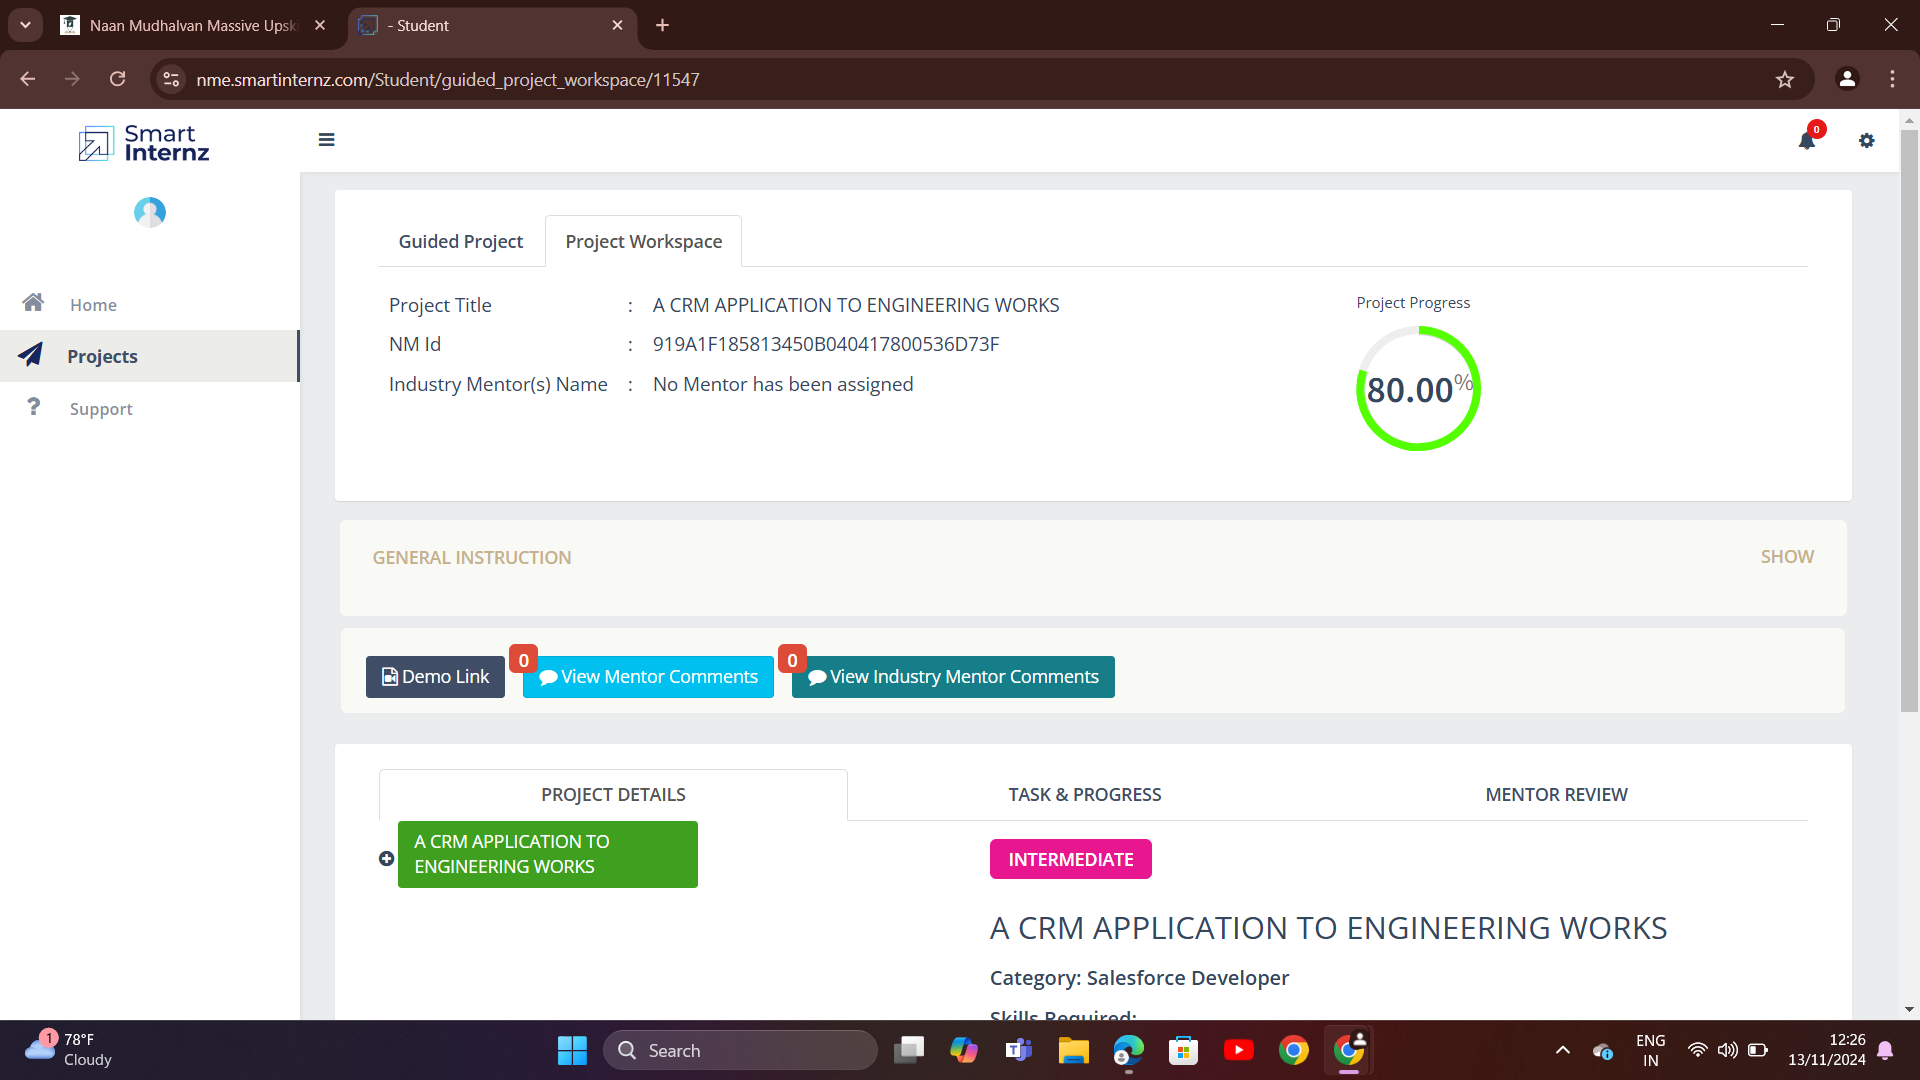 Naan Mudhalvan Massive Upsk
- Student
nme.smartinternz.com/Student/guided_project_workspace/11547
Smart
Internz
0
Home
Projects
Support
Guided Project
Project Workspace
Project Title : A CRM APPLICATION TO ENGINEERING WORKS
NM Id : 919A1F185813450B040417800536D73F
Industry Mentor(s) Name : No Mentor has been assigned
Project Progress
80.00%
GENERAL INSTRUCTION
SHOW
Demo Link
0
View Mentor Comments
0
View Industry Mentor Comments
PROJECT DETAILS
TASK & PROGRESS
MENTOR REVIEW
A CRM APPLICATION TO
ENGINEERING WORKS
INTERMEDIATE
A CRM APPLICATION TO ENGINEERING WORKS
Category: Salesforce Developer
Skills Required:
1
78°F
Cloudy
Search
ENG
IN
12:26
13/11/2024